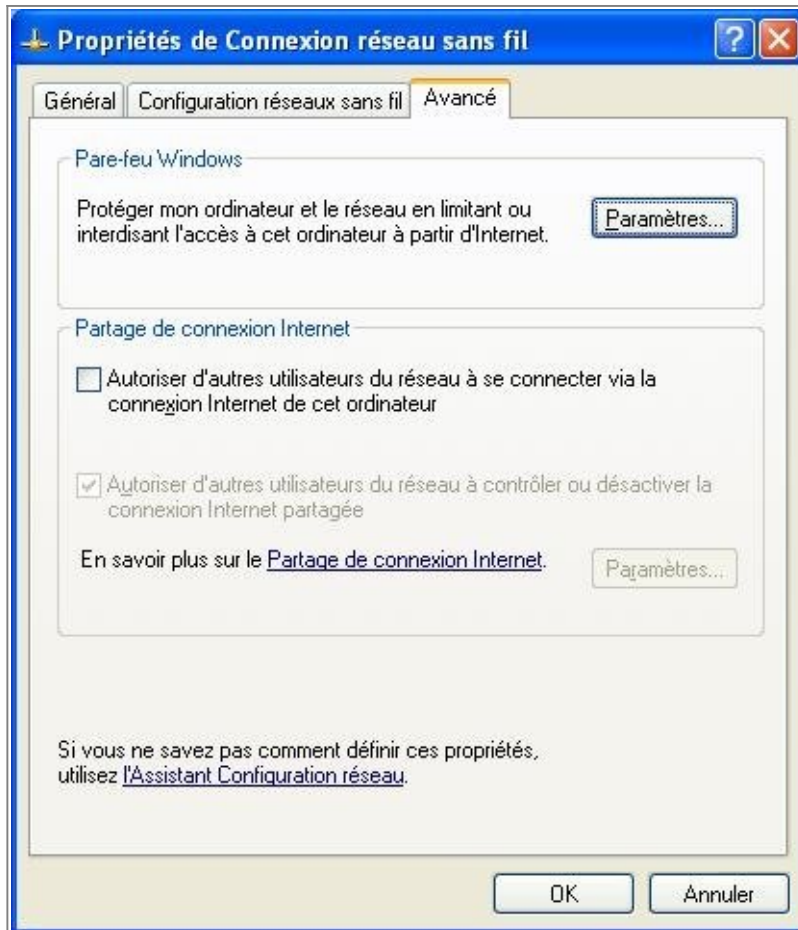 Propriétés de Connexion réseau sans fil
Général
Configuration réseaux sans fil
Avancé
Pare-feu Windows
Protéger mon ordinateur et le réseau en limitant ou
interdisant l'accès à cet ordinateur à partir d'Internet.
Paramètres...
Partage de connexion Internet
Autoriser d'autres utilisateurs du réseau à se connecter via la
connexion Internet de cet ordinateur
Autoriser d'autres utilisateurs du réseau à contrôler ou désactiver la
connexion Internet partagée
En savoir plus sur le Partage de connexion Internet.
Paramètres...
Si vous ne savez pas comment définir ces propriétés,
utilisez l'Assistant Configuration réseau.
OK
Annuler